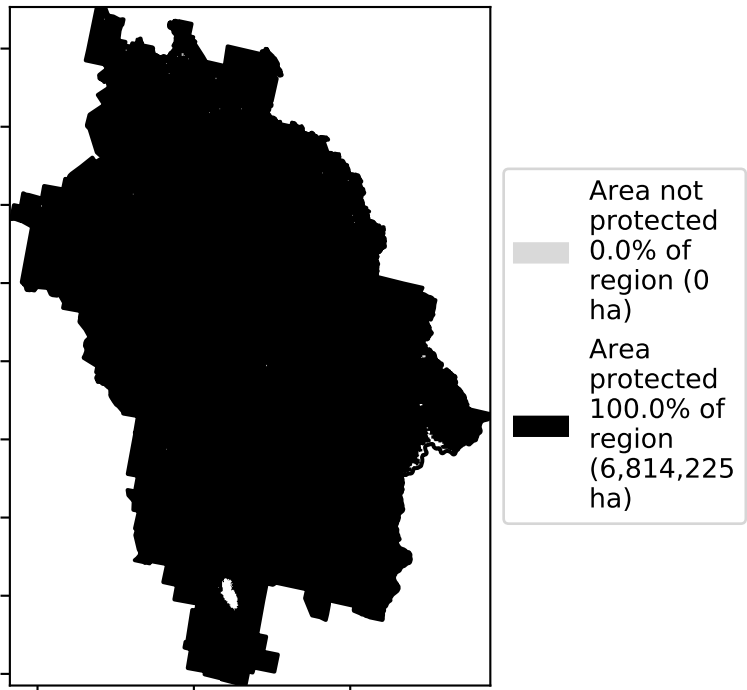 Area not
protected
0.0% of
region (0
ha)
Area
protected
100.0% of
region
(6,814,225
ha)